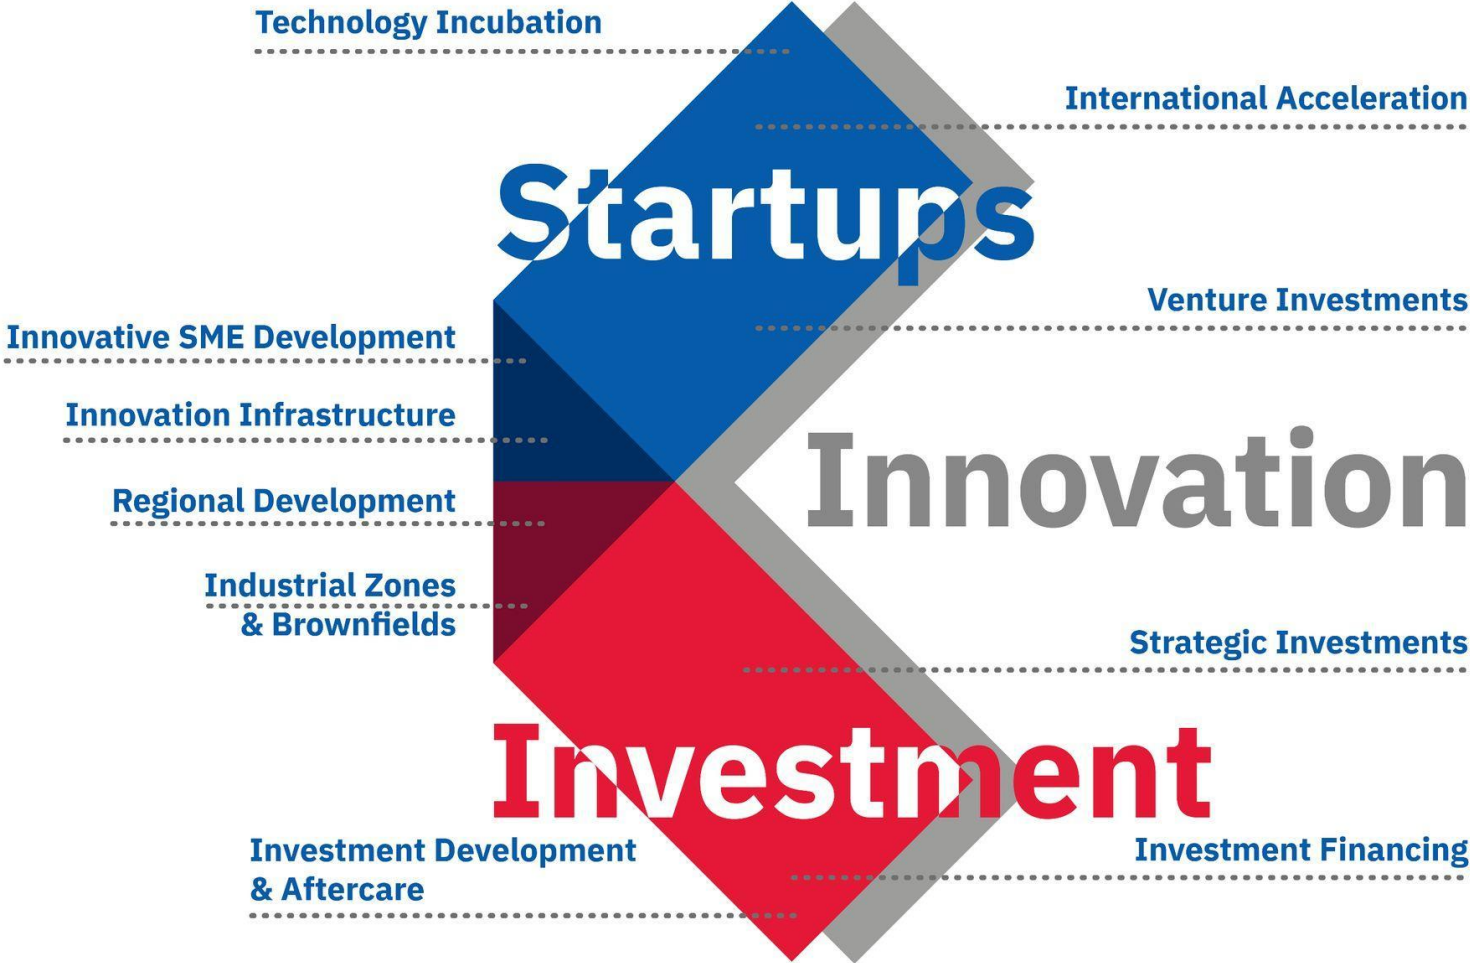 Technology Incubation
International Acceleration
Startups
Venture Investments
Innovative SME Development
Innovation Infrastructure
Innovation
Regional Development
Industrial Zones
& Brownfields
Strategic Investments
Investment
Investment Development
& Aftercare
Investment Financing